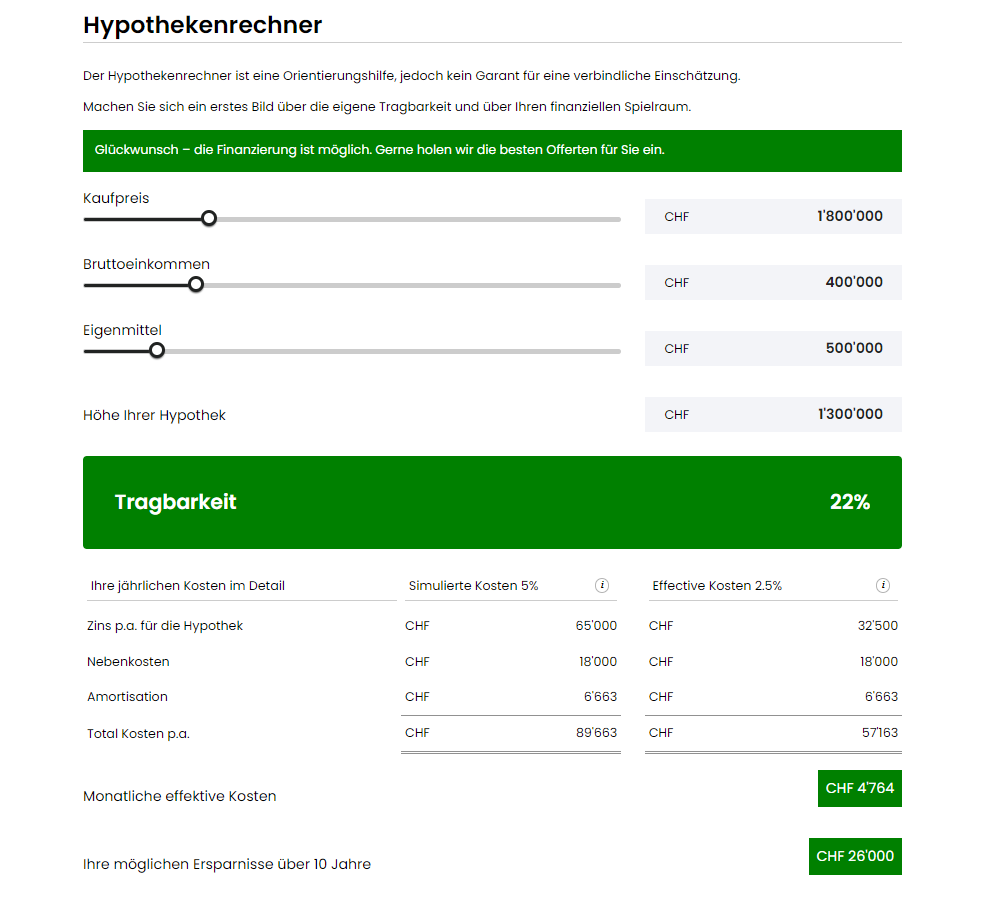 Hypothekenrechner
Der Hypothekenrechner ist eine Orientierungshilfe, jedoch kein Garant für eine verbindliche Einschätzung.
Machen Sie sich ein erstes Bild über die eigene Tragbarkeit und über Ihren finanziellen Spielraum.
Glückwunsch – die Finanzierung ist möglich. Gerne holen wir die besten Offerten für Sie ein.
Kaufpreis
CHF 1'800'000
Bruttoeinkommen
CHF 400'000
Eigenmittel
CHF 500'000
Höhe Ihrer Hypothek CHF 1'300'000
Tragbarkeit 22%
Ihre jährlichen Kosten im Detail Simulierte Kosten 5% i Effective Kosten 2.5% i
Zins p.a. für die Hypothek CHF 65'000 CHF 32'500
Nebenkosten CHF 18'000 CHF 18'000
Amortisation CHF 6'663 CHF 6'663
Total Kosten p.a. CHF 89'663 CHF 57'163
Monatliche effektive Kosten CHF 4'764
Ihre möglichen Ersparnisse über 10 Jahre CHF 26'000